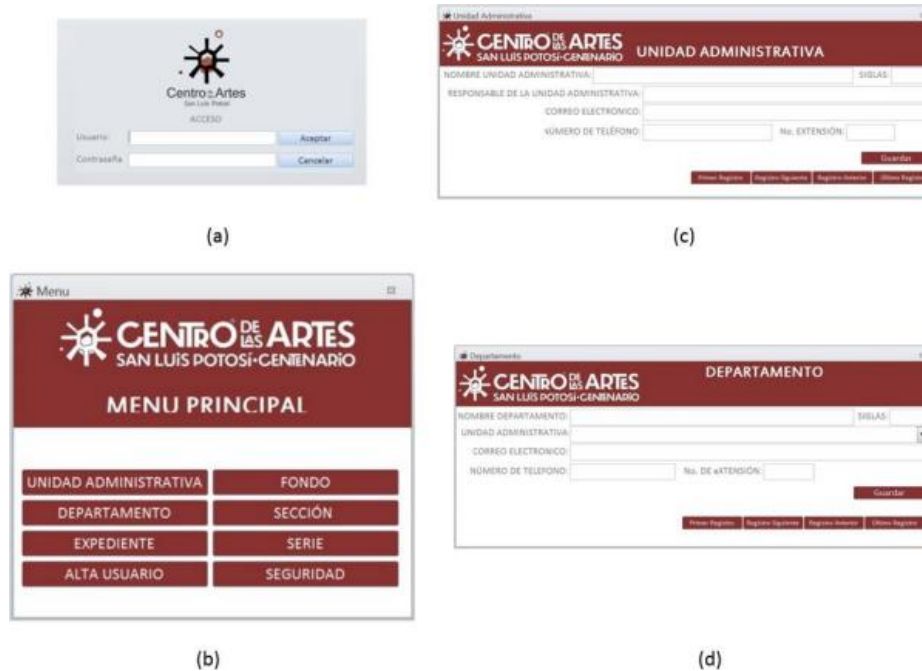 Centro de Artes
San Luis Potosí
ACCESO
Usuario
Aceptar
Contraseña
Cancelar
(a)
Menu
CENTRO DE LAS ARTES
SAN LUIS POTOSÍ-CENTENARIO
MENU PRINCIPAL
UNIDAD ADMINISTRATIVA FONDO
DEPARTAMENTO SECCIÓN
EXPEDIENTE SERIE
ALTA USUARIO SEGURIDAD
(b)
Unidad Administrativa
CENTRO DE LAS ARTES
SAN LUIS POTOSÍ-CENTENARIO
UNIDAD ADMINISTRATIVA
NOMBRE UNIDAD ADMINISTRATIVA: SIGLAS:
RESPONSABLE DE LA UNIDAD ADMINISTRATIVA:
CORREO ELECTRONICO:
NÚMERO DE TELÉFONO: No. EXTENSIÓN:
Guardar
Primer Registro Registro Siguiente Registro Anterior Último Registro
(c)
Departamento
CENTRO DE LAS ARTES
SAN LUIS POTOSÍ-CENTENARIO
DEPARTAMENTO
NOMBRE DEPARTAMENTO: SIGLAS:
UNIDAD ADMINISTRATIVA:
CORREO ELECTRONICO:
NÚMERO DE TELEFONO: No. DE eXTENSIÓN:
Guardar
Primer Registro Registro Siguiente Registro Anterior Último Registro
(d)